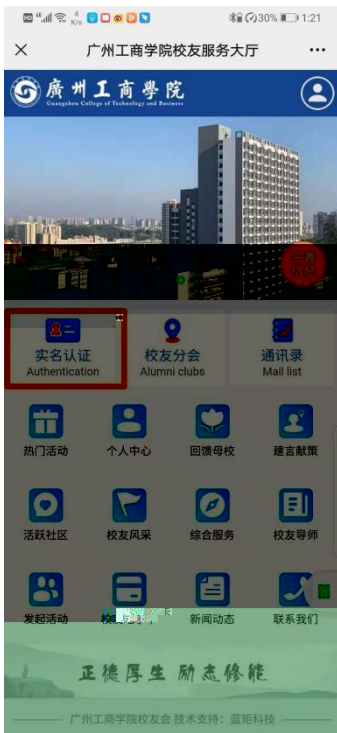 HD 4 K/s 30% 1:21
广州工商学院校友服务大厅
廣州工商學院
Guangzhou College of Technology and Business
实名认证 校友分会 通讯录
Authentication Alumni clubs Mail list
热门活动 个人中心 回馈母校 建言献策
活跃社区 校友风采 综合服务 校友导师
发起活动 新闻动态 联系我们
正德厚生 励志修能
广州工商学院校友会 技术支持：蓝矩科技